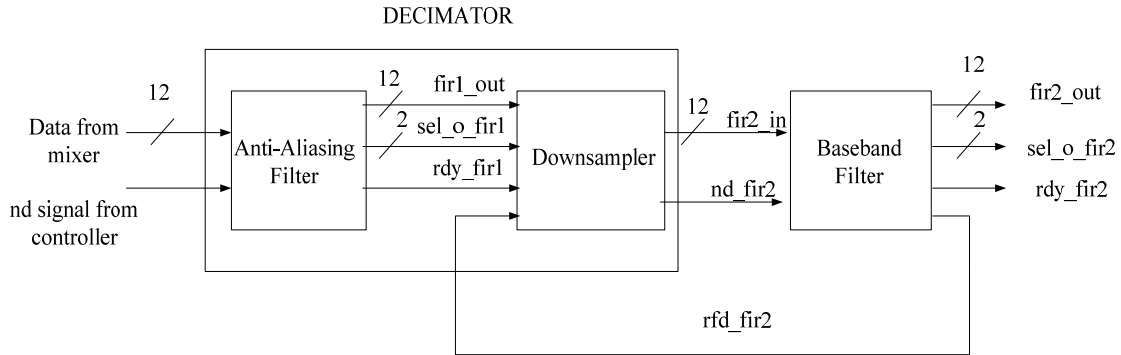 DECIMATOR
12
Data from
mixer
nd signal from
controller
Anti-Aliasing
Filter
12
fir1_out
2
sel_o_fir1
rdy_fir1
Downsampler
12
fir2_in
nd_fir2
Baseband
Filter
12
fir2_out
2
sel_o_fir2
rdy_fir2
rfd_fir2